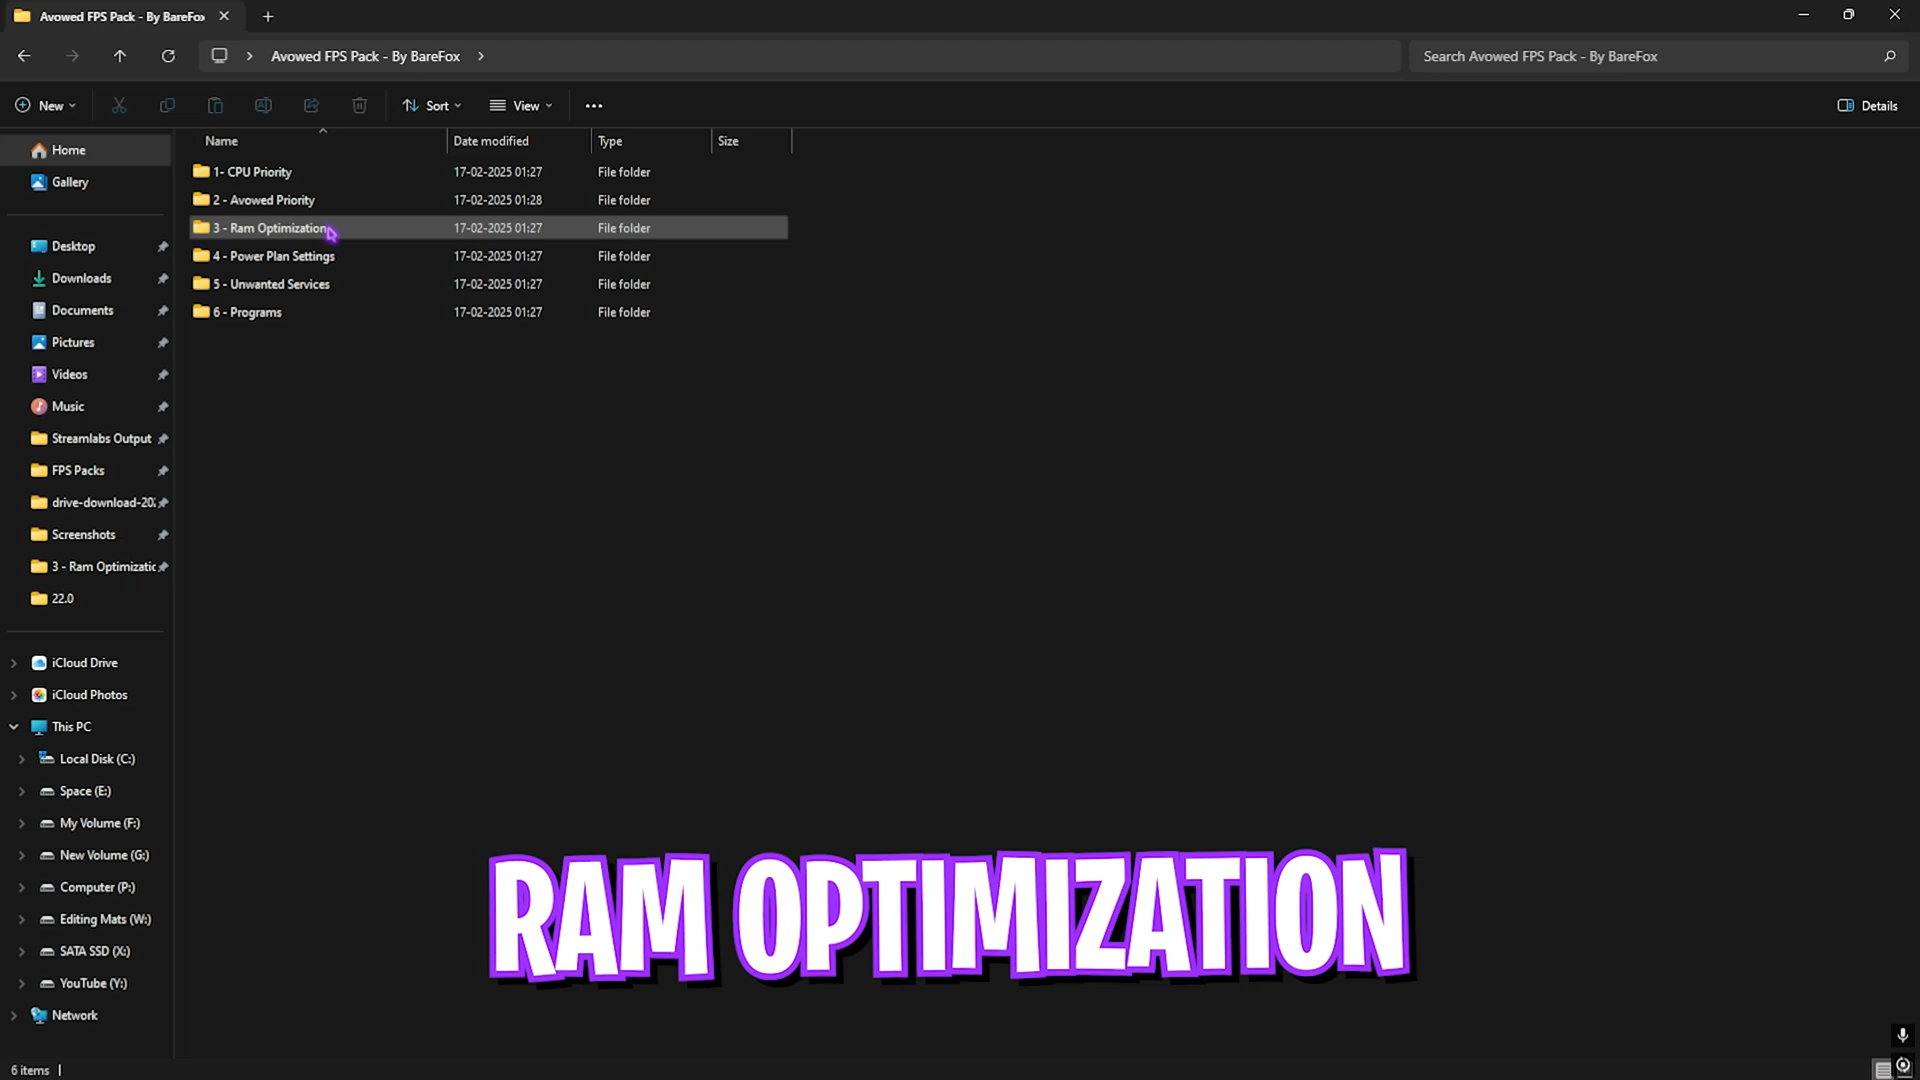 Avowed FPS Pack - By BareFox
Avowed FPS Pack - By BareFox
Search Avowed FPS Pack - By BareFox
New
Sort
View
Details
Name
Date modified
Type
Size
1- CPU Priority 17-02-2025 01:27 File folder
2 - Avowed Priority 17-02-2025 01:28 File folder
3 - Ram Optimization 17-02-2025 01:27 File folder
4 - Power Plan Settings 17-02-2025 01:27 File folder
5 - Unwanted Services 17-02-2025 01:27 File folder
6 - Programs 17-02-2025 01:27 File folder
Home
Gallery
Desktop
Downloads
Documents
Pictures
Videos
Music
Streamlabs Output
FPS Packs
drive-download-20
Screenshots
3 - Ram Optimizatic
22.0
iCloud Drive
iCloud Photos
This PC
Local Disk (C:)
Space (E:)
My Volume (F:)
New Volume (G:)
Computer (P:)
Editing Mats (W:)
SATA SSD (X:)
YouTube (Y:)
Network
RAM OPTIMIZATION
6 items